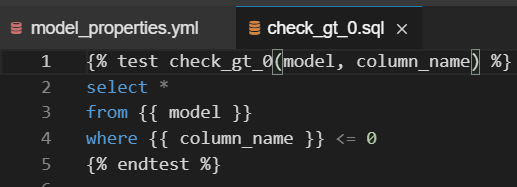 model_properties.yml check_gt_0.sql ×
1 {% test check_gt_0(model, column_name) %}
2 select *
3 from {{ model }}
4 where {{ column_name }} <= 0
5 {% endtest %}